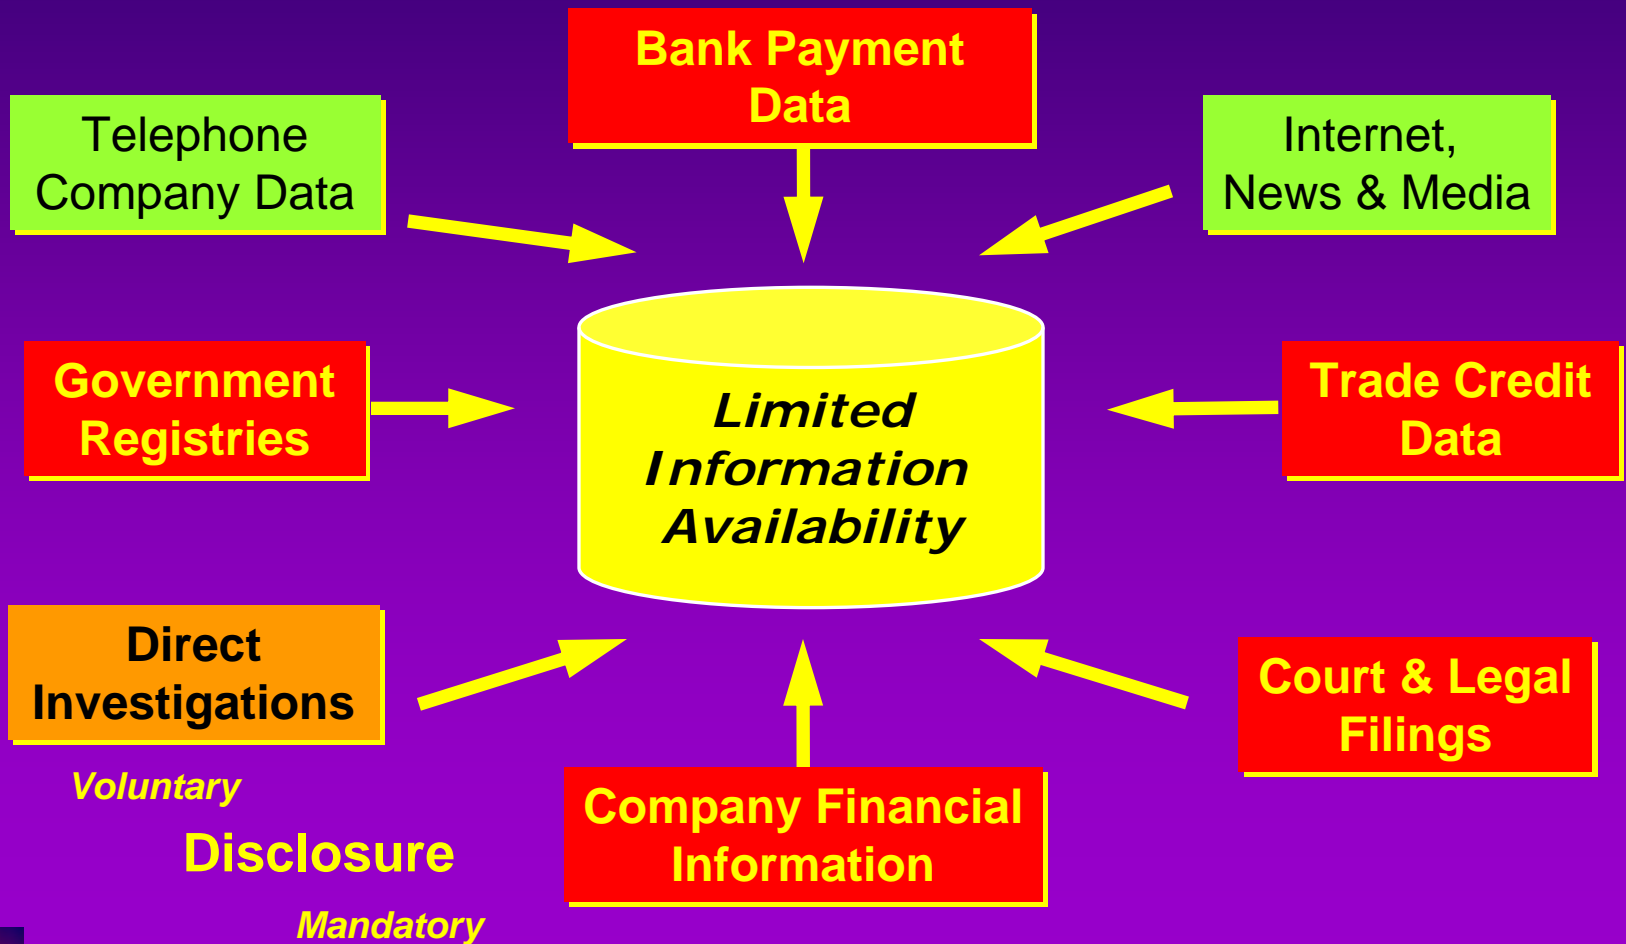 Bank Payment
Data
Telephone
Company Data
Internet,
News & Media
Government
Registries
Limited
Information
Availability
Trade Credit
Data
Direct
Investigations
Court & Legal
Filings
Voluntary
Disclosure
Mandatory
Company Financial
Information